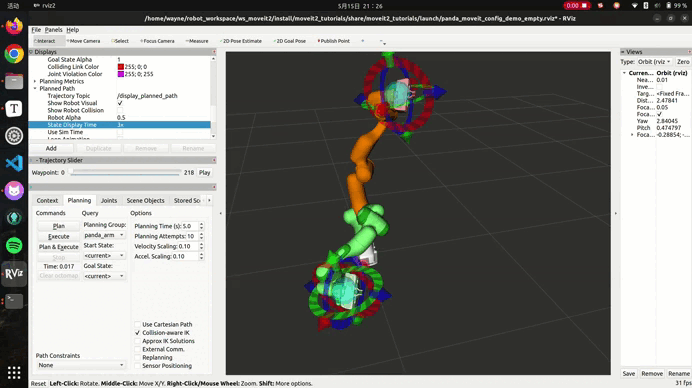 活动
rviz2
5月15日 21:26
0:00
99 %
/home/wayne/robot_workspace/ws_moveit2/install/moveit2_tutorials/share/moveit2_tutorials/launch/panda_moveit_config_demo_empty.rviz* - RViz
File Panels Help
Interact Move Camera Select Focus Camera Measure 2D Pose Estimate 2D Goal Pose Publish Point
Displays
Goal State Alpha 1
Colliding Link Color 255; 0; 0
Joint Violation Color 255; 0; 255
Planning Metrics
Planned Path
Trajectory Topic /display_planned_path
Show Robot Visual ✓
Show Robot Collision
Robot Alpha 0.5
State Display Time 3x
Use Sim Time
Add Duplicate Remove Rename
Trajectory Slider
Waypoint: 0 218 Play
Context Planning Joints Scene Objects Stored Sc
Commands Query Options
Plan Planning Group: Planning Time (s): 5.0
Execute panda_arm Planning Attempts: 10
Plan & Execute Start State: Velocity Scaling: 0.10
Stop <current> Accel. Scaling: 0.10
Time: 0.017 Goal State:
Clear octomap <current>
Use Cartesian Path
Collision-aware IK
Approx IK Solutions
External Comm.
Replanning
Sensor Positioning
Path Constraints
None
Views
Type: Orbit (rviz Zero
Curren... Orbit (rviz)
Near ... 0.01
Inve...
Targ... <Fixed Frame>
Dist... 2.47841
Foca... 0.05
Foca... ✓
Yaw 2.84045
Pitch 0.474797
Foca... -0.28854; -...
Save Remove Rename
Reset Left-Click: Rotate. Middle-Click: Move X/Y. Right-Click/Mouse Wheel: Zoom. Shift: More options.
31 fps
RViz